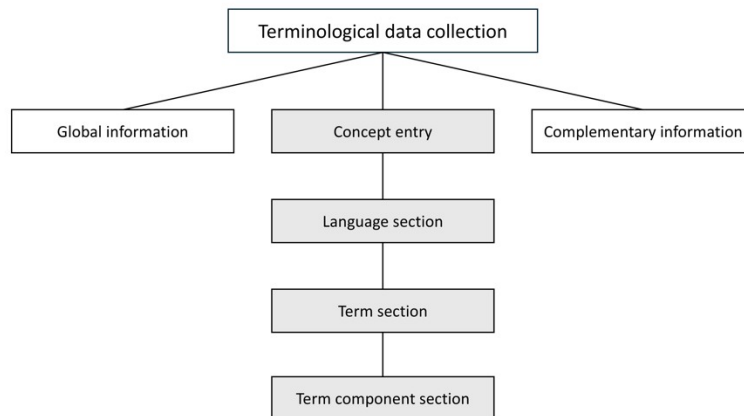 Terminological data collection
Global information
Concept entry
Complementary information
Language section
Term section
Term component section